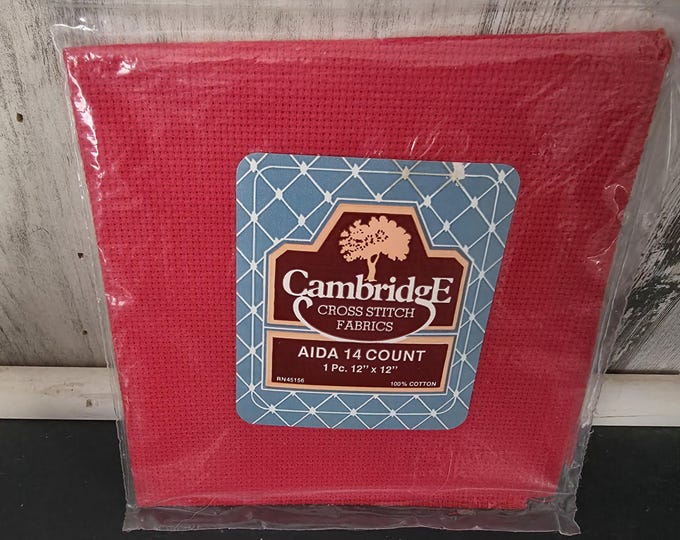 CambridgE
CROSS STITCH
FABRICS
AIDA 14 COUNT
1 Pc. 12" x 12"
RN45156 100% COTTON